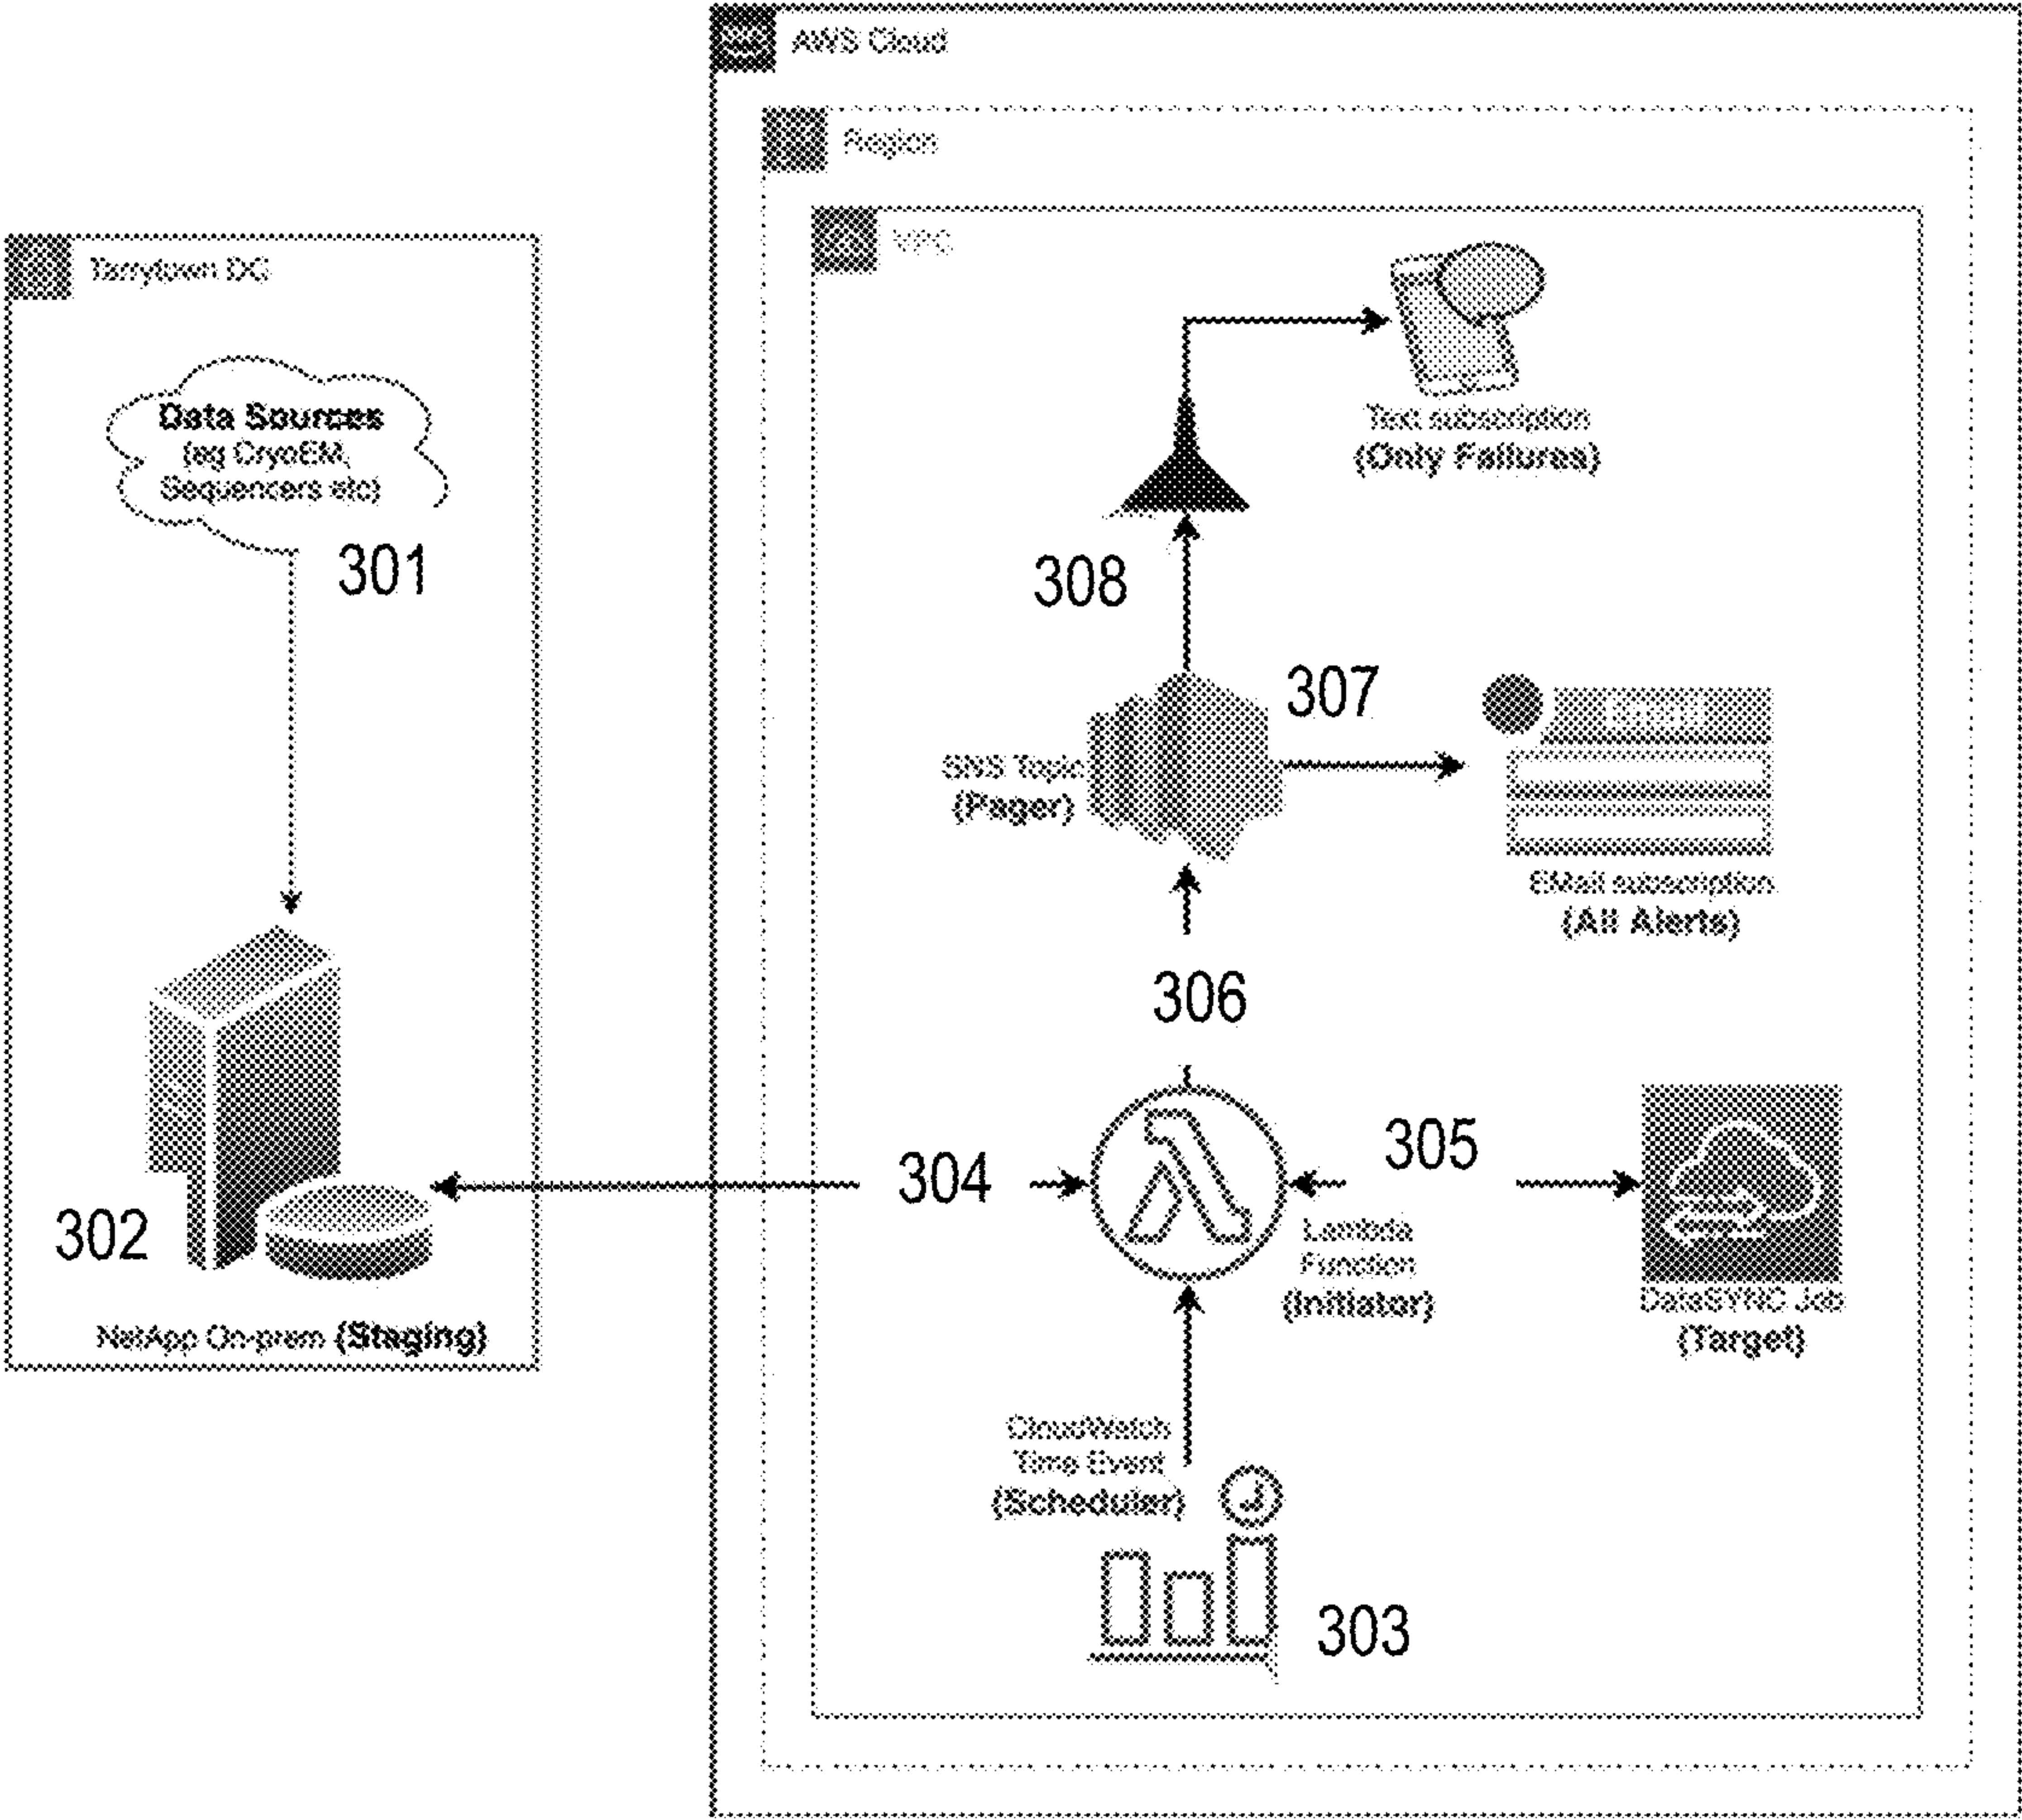 AWS Cloud
Region
VPC
Tarrytown DC
Data Sources
(eg CryoEM,
Sequencers etc)
301
302
NetApp On-prem (Staging)
Text subscription
(Only Failures)
308
307
SNS Topic
(Pager)
Email
EMail subscription
(All Alerts)
306
304
305
Lambda
Function
(Initiator)
DataSYNC Job
(Target)
CloudWatch
Time Event
(Scheduler)
303